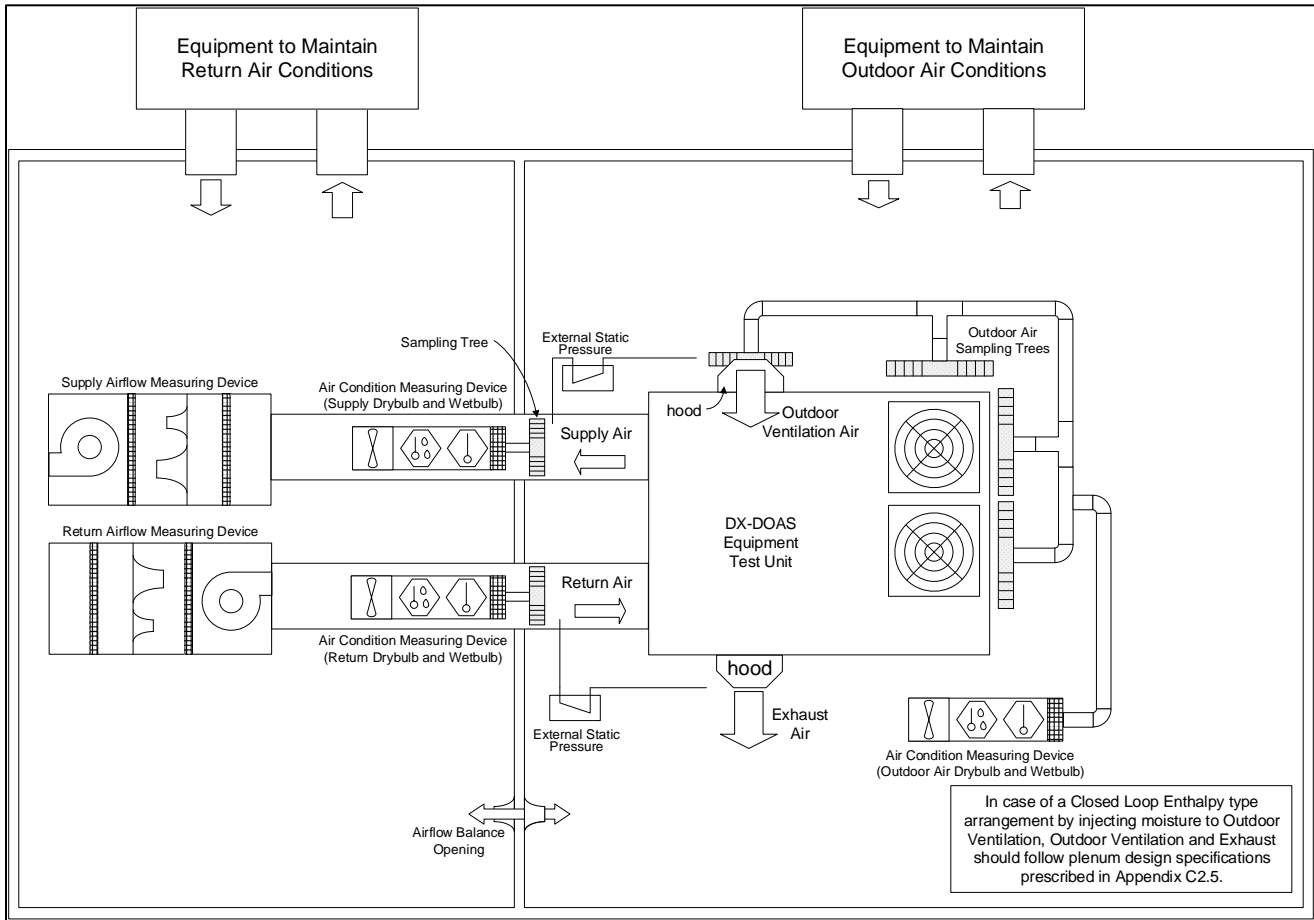 Equipment to Maintain
Return Air Conditions
Equipment to Maintain
Outdoor Air Conditions
Sampling Tree
External Static
Pressure
Outdoor Air
Sampling Trees
Supply Airflow Measuring Device
Air Condition Measuring Device
(Supply Drybulb and Wetbulb)
hood
Supply Air
Outdoor
Ventilation Air
Return Airflow Measuring Device
DX-DOAS
Equipment
Test Unit
Return Air
Air Condition Measuring Device
(Return Drybulb and Wetbulb)
hood
External Static
Pressure
Exhaust
Air
Air Condition Measuring Device
(Outdoor Air Drybulb and Wetbulb)
Airflow Balance
Opening
In case of a Closed Loop Enthalpy type
arrangement by injecting moisture to Outdoor
Ventilation, Outdoor Ventilation and Exhaust
should follow plenum design specifications
prescribed in Appendix C2.5.